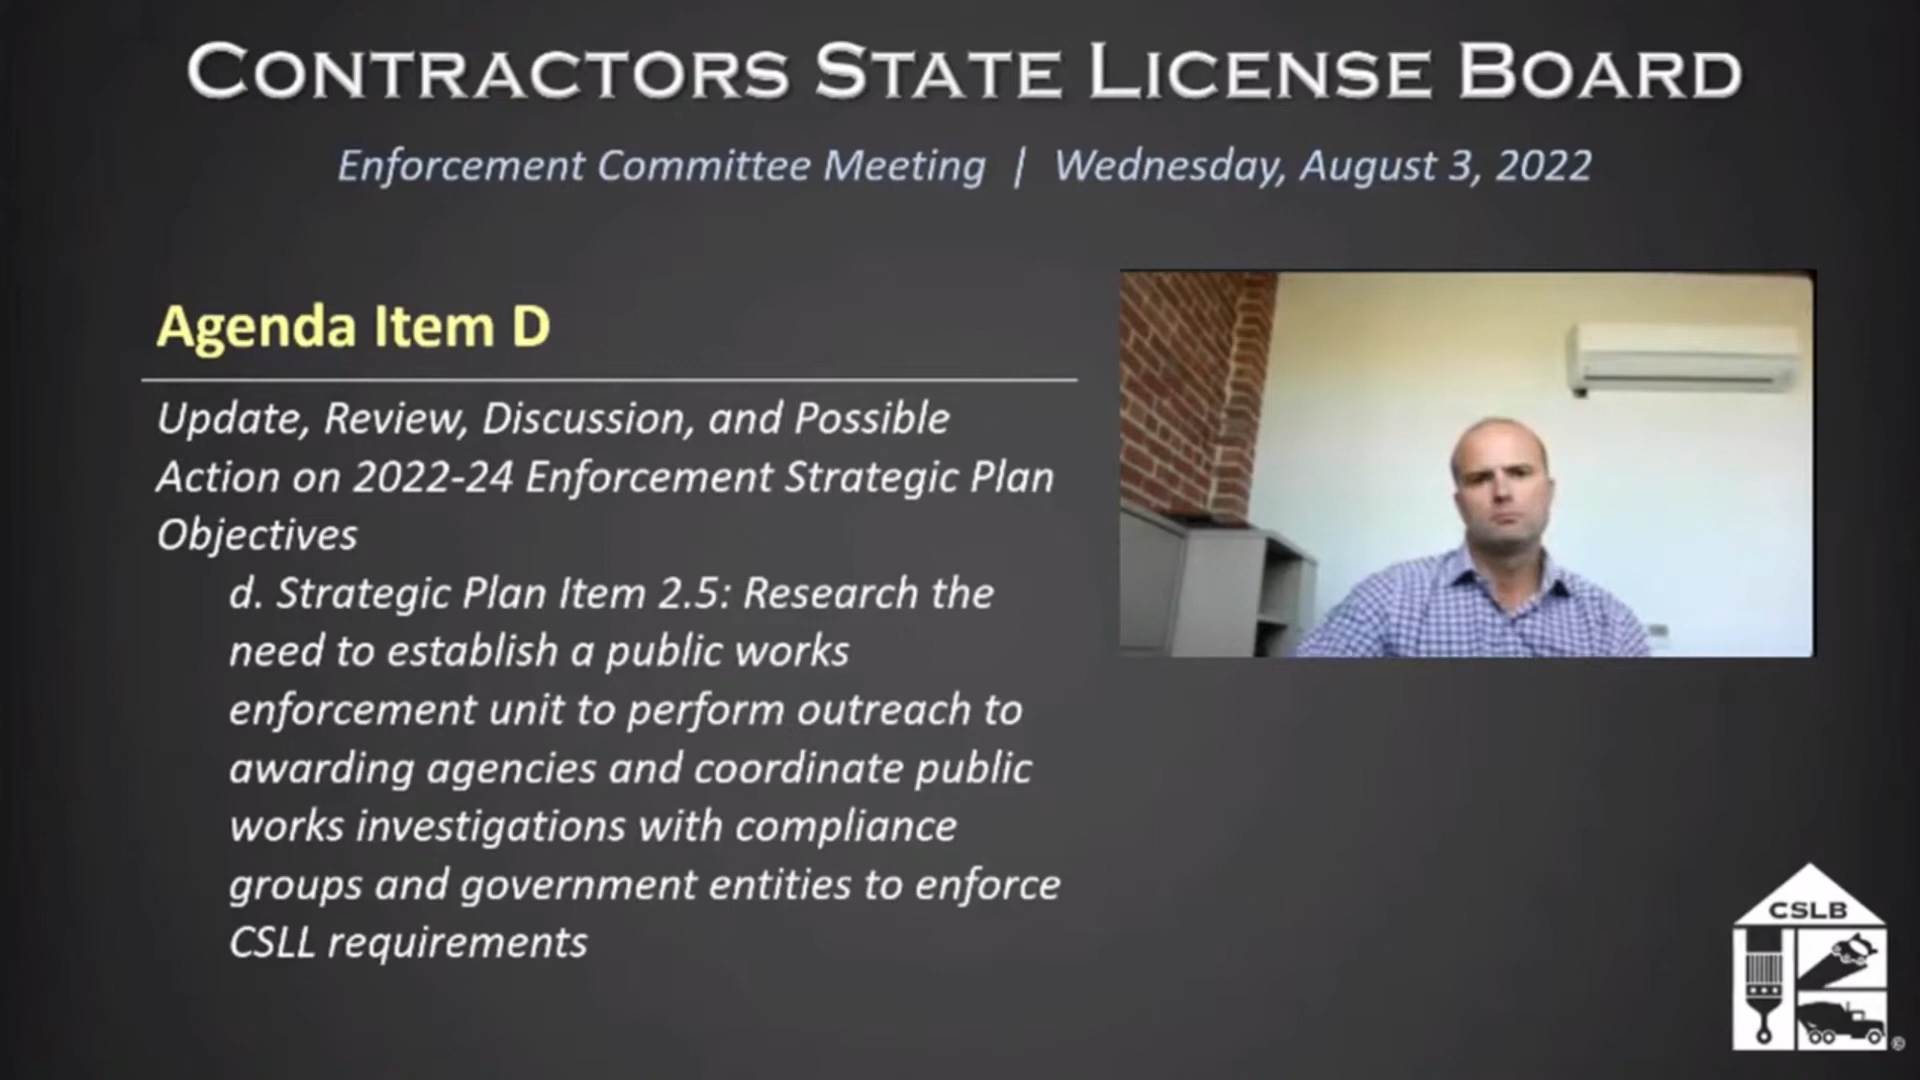 CONTRACTORS STATE LICENSE BOARD
Enforcement Committee Meeting | Wednesday, August 3, 2022
Agenda Item D
Update, Review, Discussion, and Possible
Action on 2022-24 Enforcement Strategic Plan
Objectives
d. Strategic Plan Item 2.5: Research the
need to establish a public works
enforcement unit to perform outreach to
awarding agencies and coordinate public
works investigations with compliance
groups and government entities to enforce
CSLL requirements
CSLB
©